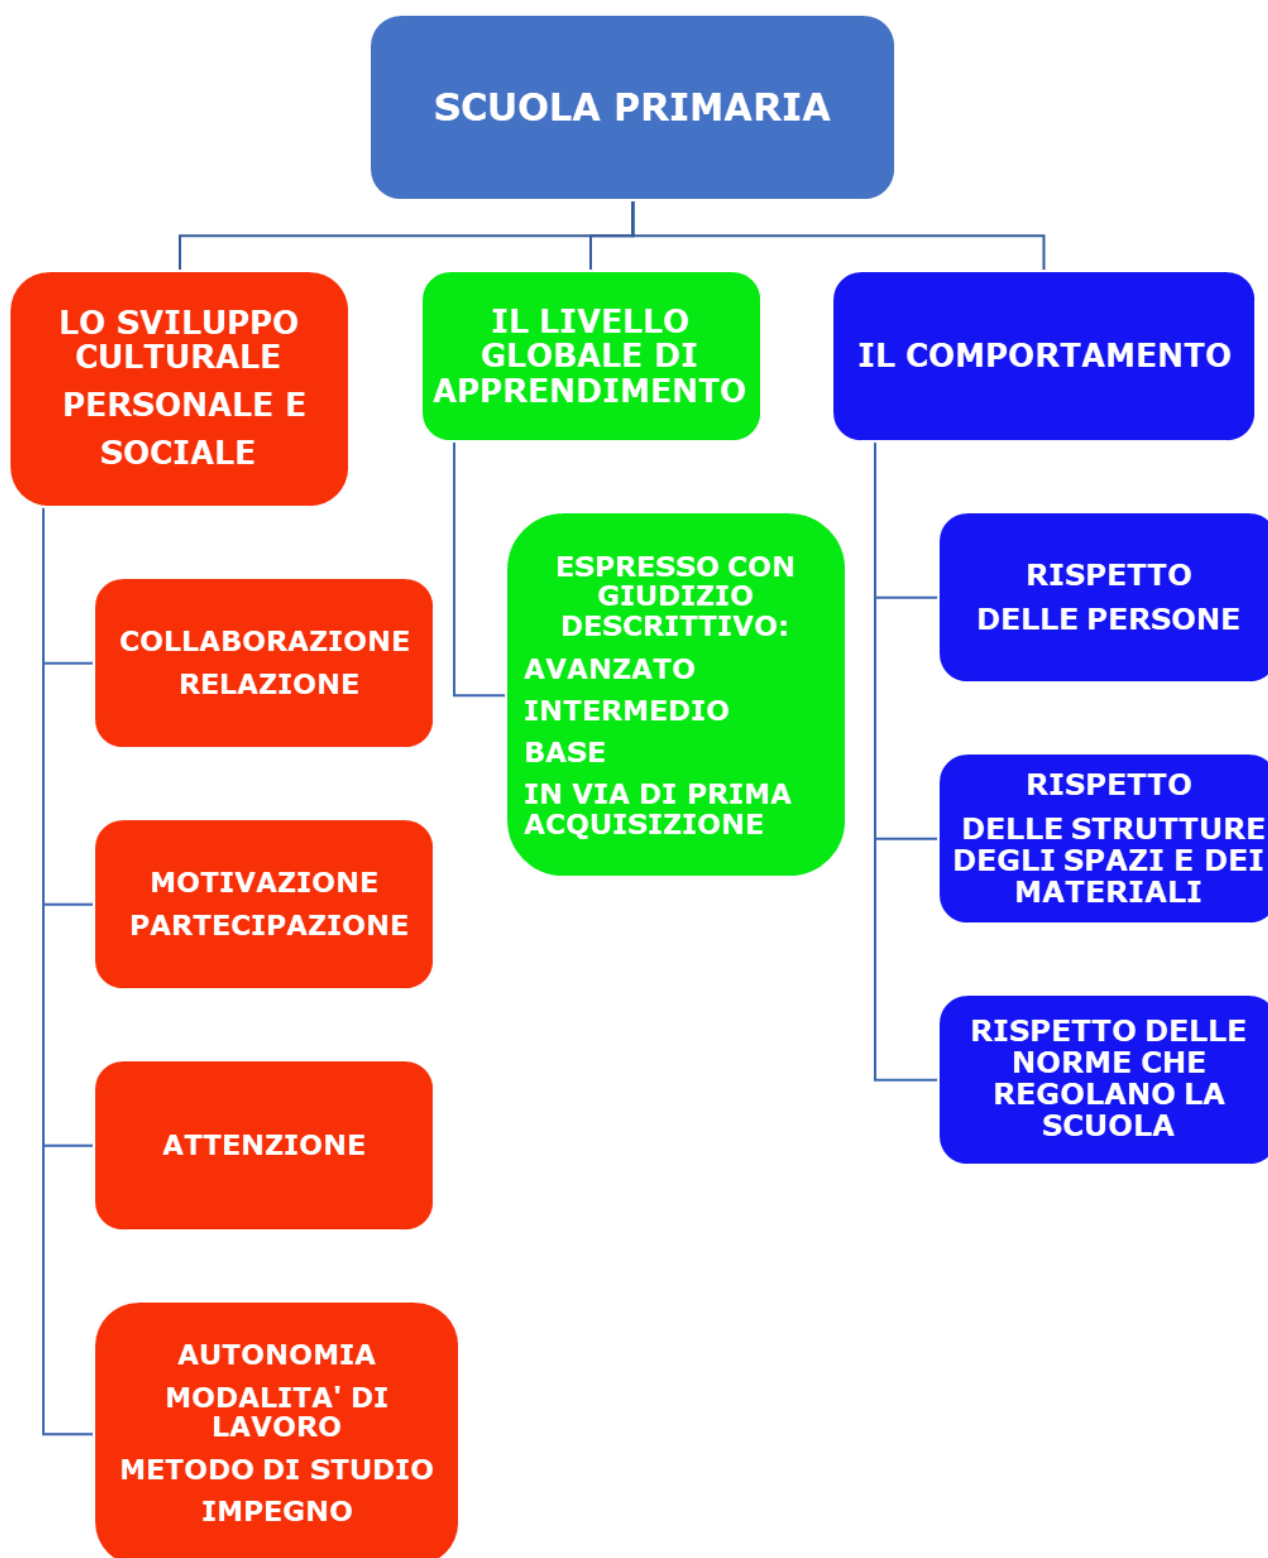 SCUOLA PRIMARIA
LO SVILUPPO
CULTURALE
PERSONALE E
SOCIALE
COLLABORAZIONE
RELAZIONE
MOTIVAZIONE
PARTECIPAZIONE
ATTENZIONE
AUTONOMIA
MODALITA' DI
LAVORO
METODO DI STUDIO
IMPEGNO
IL LIVELLO
GLOBALE DI
APPRENDIMENTO
ESPRESSO CON
GIUDIZIO
DESCRITTIVO:
AVANZATO
INTERMEDIO
BASE
IN VIA DI PRIMA
ACQUISIZIONE
IL COMPORTAMENTO
RISPETTO
DELLE PERSONE
RISPETTO
DELLE STRUTTURE
DEGLI SPAZI E DEI
MATERIALI
RISPETTO DELLE
NORME CHE
REGOLANO LA
SCUOLA